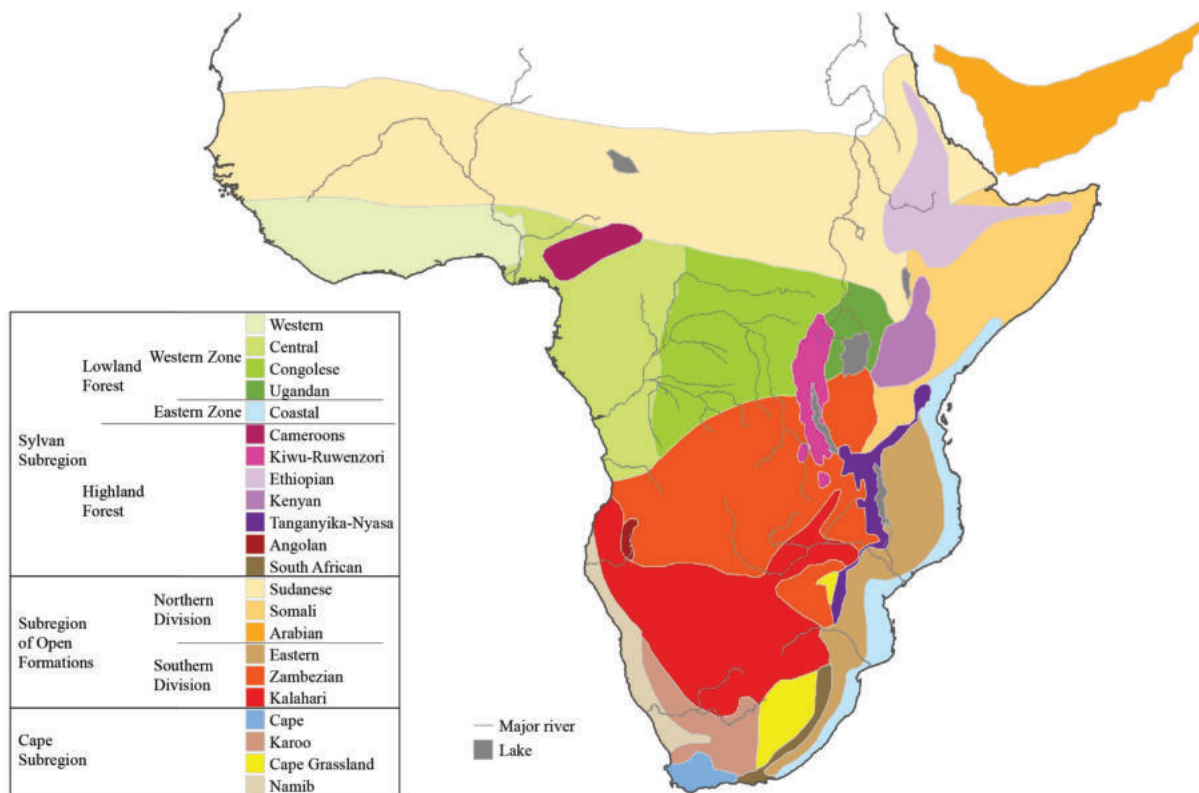 Western
Lowland Forest
Western Zone
Central
Congolese
Ugandan
Eastern Zone
Coastal
Sylvan Subregion
Cameroons
Kiwu-Ruwenzori
Highland Forest
Ethiopian
Kenyan
Tanganyika-Nyasa
Angolan
South African
Subregion of Open Formations
Northern Division
Sudanese
Somali
Arabian
Southern Division
Eastern
Zambezian
Kalahari
Cape Subregion
Cape
Karoo
Cape Grassland
Namib
Major river
Lake